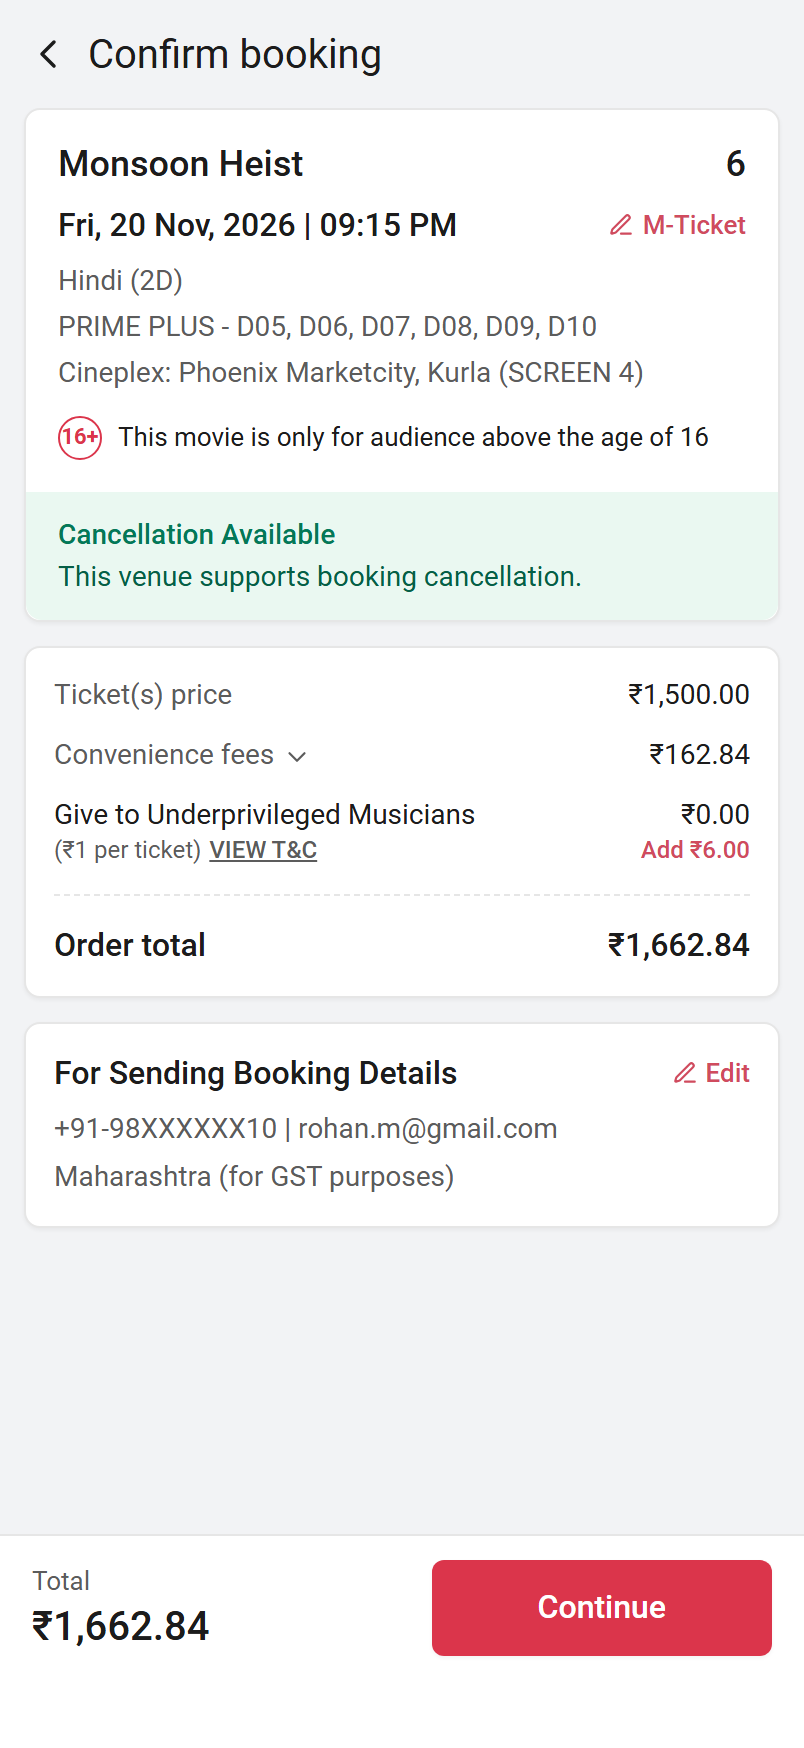 Confirm booking
Monsoon Heist 6
Fri, 20 Nov, 2026 | 09:15 PM M-Ticket
Hindi (2D)
PRIME PLUS - D05, D06, D07, D08, D09, D10
Cineplex: Phoenix Marketcity, Kurla (SCREEN 4)
16+ This movie is only for audience above the age of 16
Cancellation Available
This venue supports booking cancellation.
Ticket(s) price ₹1,500.00
Convenience fees ₹162.84
Give to Underprivileged Musicians ₹0.00
(₹1 per ticket) VIEW T&C Add ₹6.00
Order total ₹1,662.84
For Sending Booking Details Edit
+91-98XXXXXX10 | rohan.m@gmail.com
Maharashtra (for GST purposes)
Total
₹1,662.84 Continue